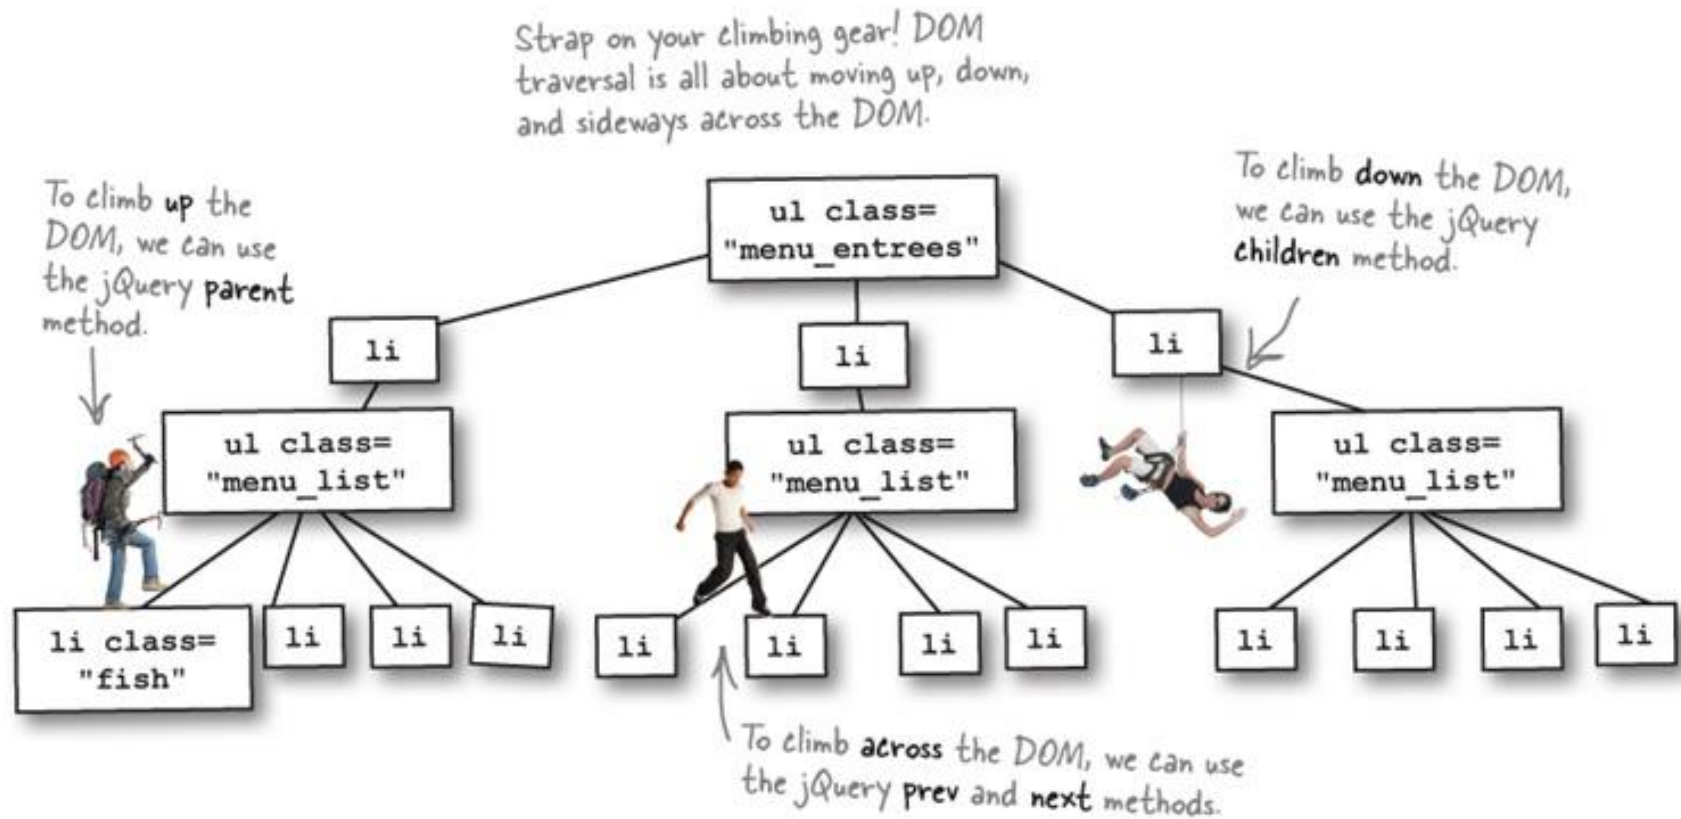 Strap on your climbing gear! DOM
traversal is all about moving up, down,
and sideways across the DOM.
To climb up the
DOM, we can use
the jQuery parent
method.
To climb down the DOM,
we can use the jQuery
children method.
ul class=
"menu_entrees"
li
li
li
ul class=
"menu_list"
ul class=
"menu_list"
ul class=
"menu_list"
li class=
"fish"
li
li
li
li
li
li
li
li
li
li
li
To climb across the DOM, we can use
the jQuery prev and next methods.